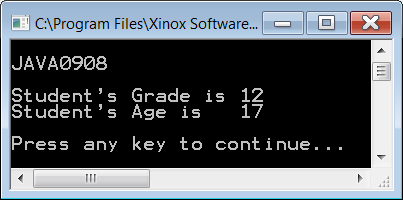 C:\Program Files\Xinox Software...
JAVA0908
Student's Grade is 12
Student's Age is    17
Press any key to continue...